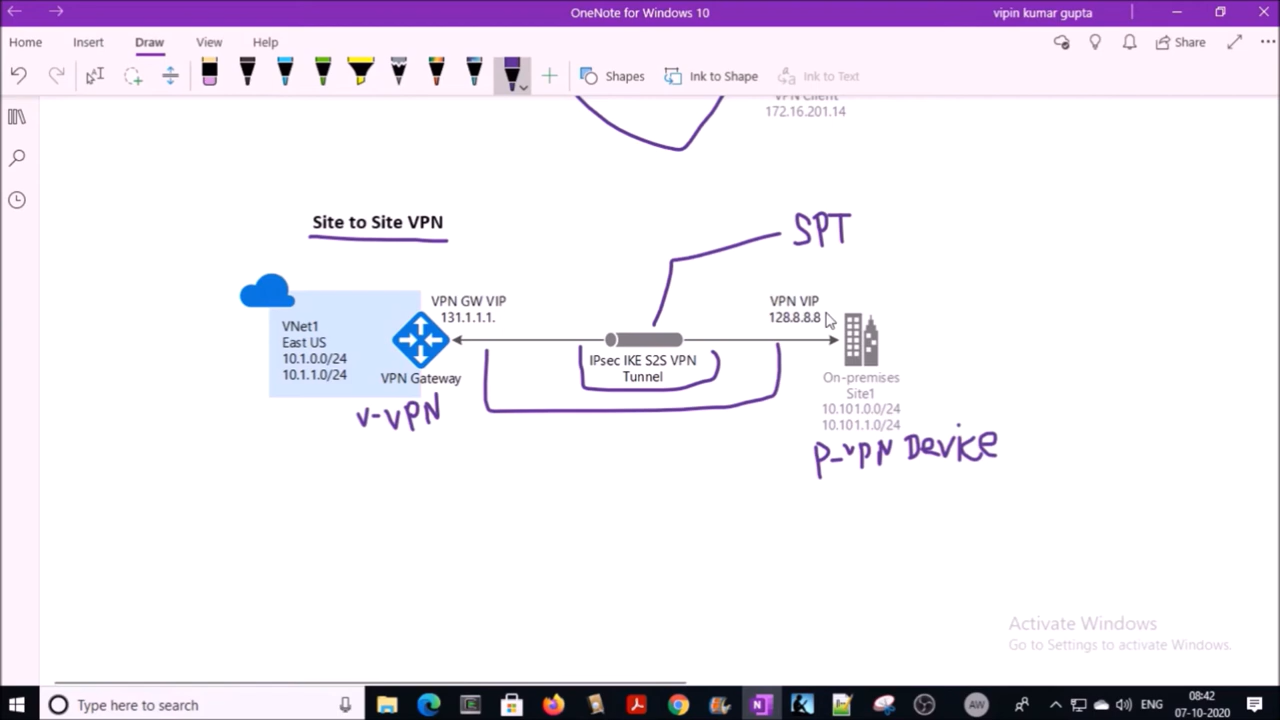 OneNote for Windows 10
vipin kumar gupta
Home Insert Draw View Help
Share
Shapes Ink to Shape Ink to Text
VPN Client
172.16.201.14
Site to Site VPN
SPT
VPN GW VIP
131.1.1.1.
VPN VIP
128.8.8.8
VNet1
East US
10.1.0.0/24
10.1.1.0/24
VPN Gateway
IPsec IKE S2S VPN
Tunnel
On-premises
Site1
10.101.0.0/24
10.101.1.0/24
V-VPN
P-VPN Device
Activate Windows
Go to Settings to activate Windows.
Type here to search
AW
ENG
08:42
07-10-2020